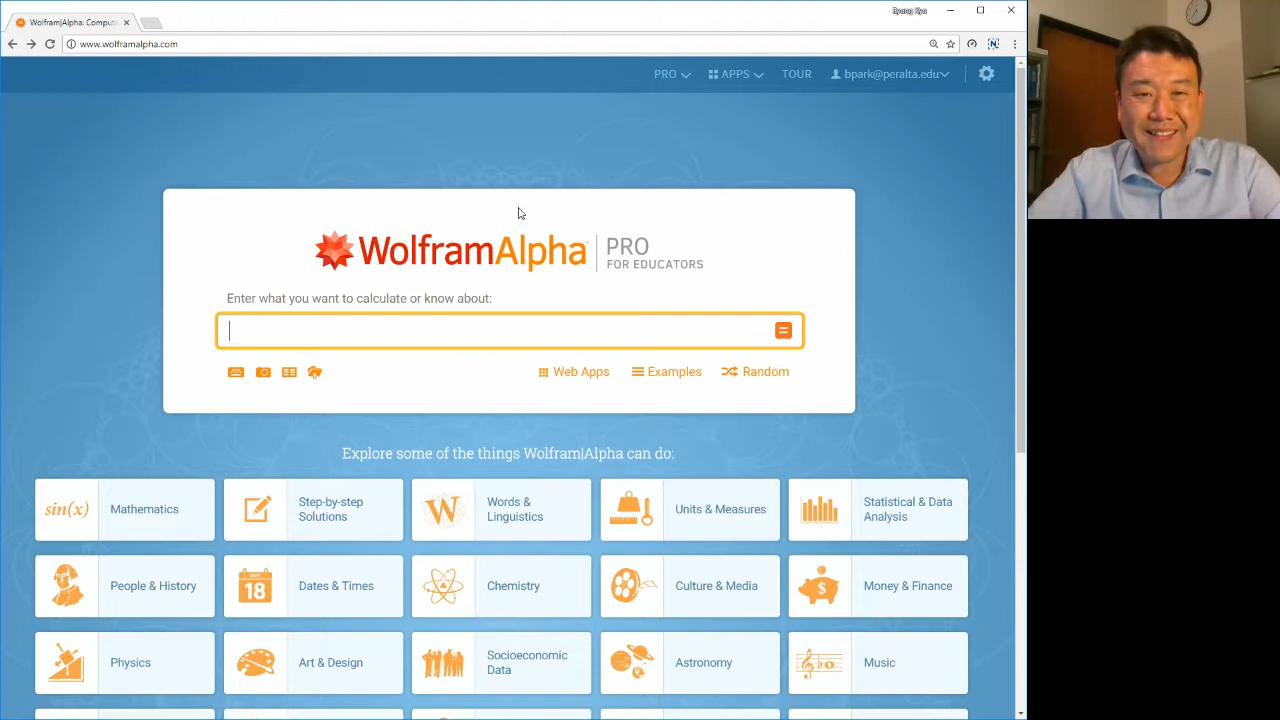 Byung Kyu
Wolfram|Alpha: Comput
www.wolframalpha.com
PRO
APPS
TOUR
bpark@peralta.edu
WolframAlpha
PRO
FOR EDUCATORS
Enter what you want to calculate or know about:
Web Apps
Examples
Random
Explore some of the things Wolfram|Alpha can do:
sin(x)
Mathematics
Step-by-step
Solutions
W
Words &
Linguistics
Units & Measures
Statistical & Data
Analysis
People & History
MAY
18
Dates & Times
Chemistry
Culture & Media
$
Money & Finance
Physics
Art & Design
Socioeconomic
Data
Astronomy
Music